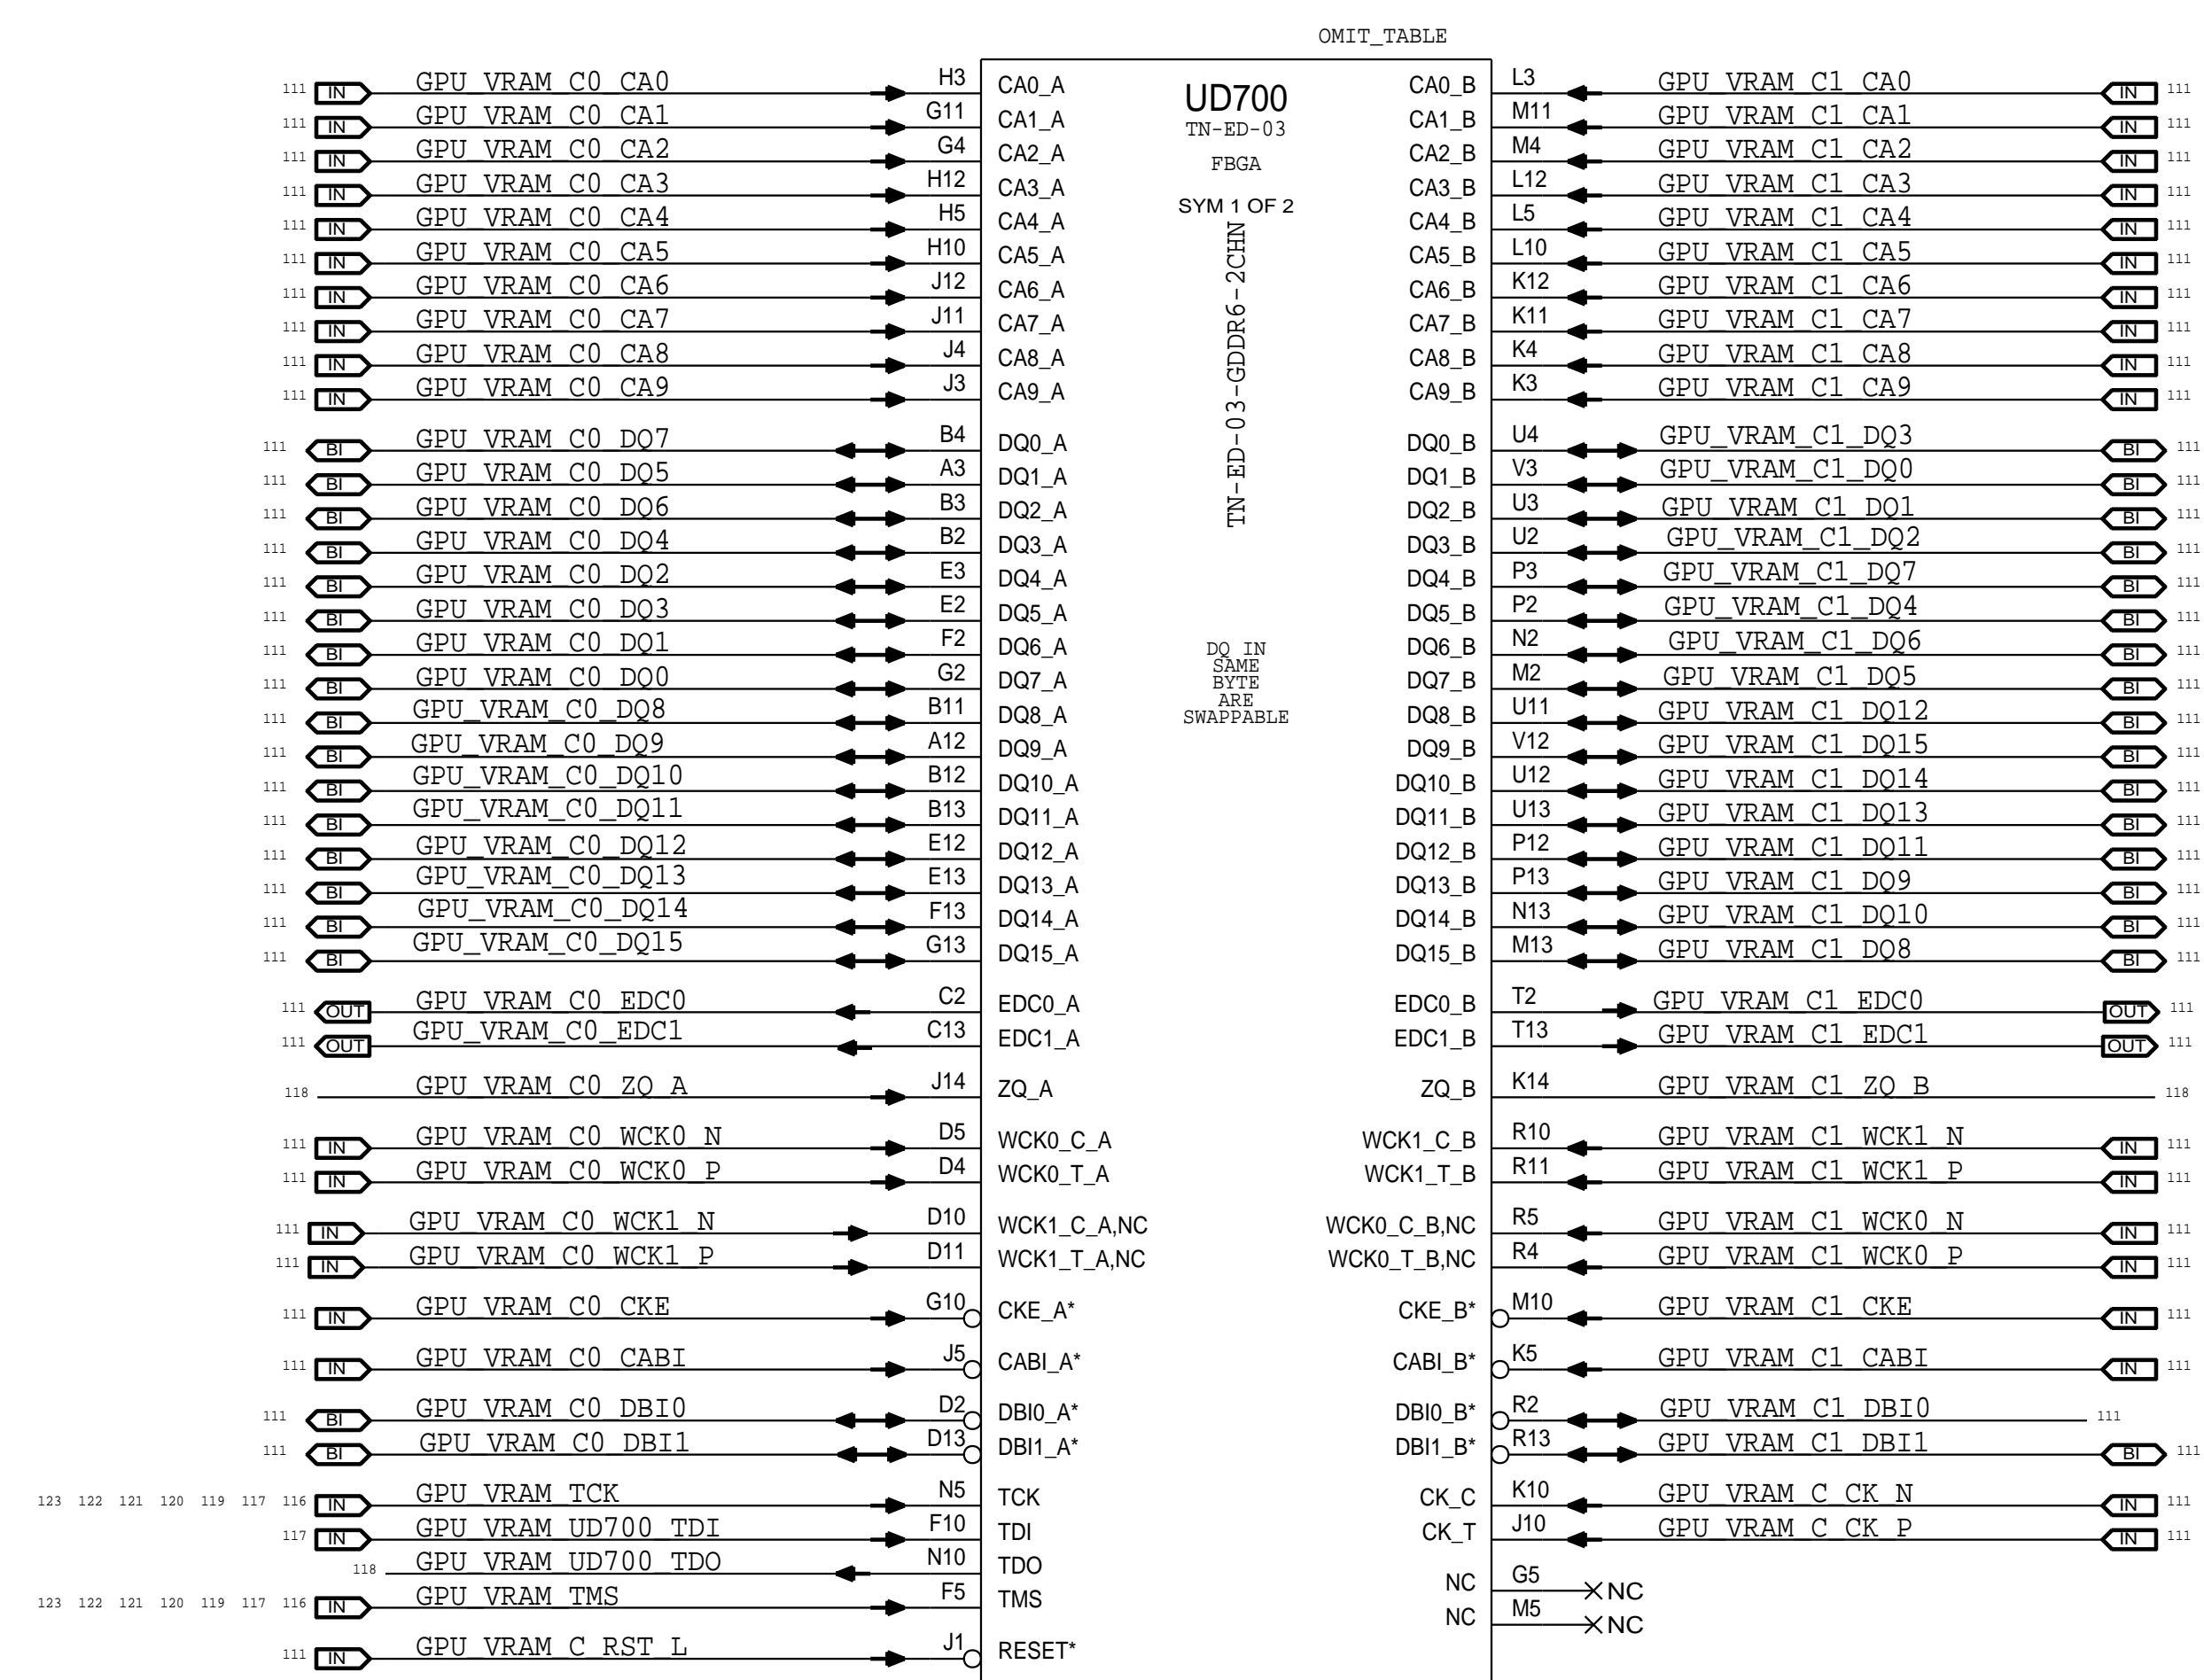 OMIT_TABLE
111 IN GPU_VRAM_C0_CA0 H3 CA0_A UD700 CA0_B L3 GPU_VRAM_C1_CA0 IN 111
111 IN GPU_VRAM_C0_CA1 G11 CA1_A TN-ED-03 CA1_B M11 GPU_VRAM_C1_CA1 IN 111
111 IN GPU_VRAM_C0_CA2 G4 CA2_A FBGA CA2_B M4 GPU_VRAM_C1_CA2 IN 111
111 IN GPU_VRAM_C0_CA3 H12 CA3_A SYM 1 OF 2 CA3_B L12 GPU_VRAM_C1_CA3 IN 111
111 IN GPU_VRAM_C0_CA4 H5 CA4_A CA4_B L5 GPU_VRAM_C1_CA4 IN 111
111 IN GPU_VRAM_C0_CA5 H10 CA5_A CA5_B L10 GPU_VRAM_C1_CA5 IN 111
111 IN GPU_VRAM_C0_CA6 J12 CA6_A CA6_B K12 GPU_VRAM_C1_CA6 IN 111
111 IN GPU_VRAM_C0_CA7 J11 CA7_A CA7_B K11 GPU_VRAM_C1_CA7 IN 111
111 IN GPU_VRAM_C0_CA8 J4 CA8_A CA8_B K4 GPU_VRAM_C1_CA8 IN 111
111 IN GPU_VRAM_C0_CA9 J3 CA9_A CA9_B K3 GPU_VRAM_C1_CA9 IN 111
TN-ED-03-GDDR6-2CHN
111 BI GPU_VRAM_C0_DQ7 B4 DQ0_A DQ0_B U4 GPU_VRAM_C1_DQ3 BI 111
111 BI GPU_VRAM_C0_DQ5 A3 DQ1_A DQ1_B V3 GPU_VRAM_C1_DQ0 BI 111
111 BI GPU_VRAM_C0_DQ6 B3 DQ2_A DQ2_B U3 GPU_VRAM_C1_DQ1 BI 111
111 BI GPU_VRAM_C0_DQ4 B2 DQ3_A DQ3_B U2 GPU_VRAM_C1_DQ2 BI 111
111 BI GPU_VRAM_C0_DQ2 E3 DQ4_A DQ4_B P3 GPU_VRAM_C1_DQ7 BI 111
111 BI GPU_VRAM_C0_DQ3 E2 DQ5_A DQ5_B P2 GPU_VRAM_C1_DQ4 BI 111
111 BI GPU_VRAM_C0_DQ1 F2 DQ6_A DQ6_B N2 GPU_VRAM_C1_DQ6 BI 111
111 BI GPU_VRAM_C0_DQ0 G2 DQ7_A DQ7_B M2 GPU_VRAM_C1_DQ5 BI 111
DQ IN
SAME
BYTE
ARE
SWAPPABLE
111 BI GPU_VRAM_C0_DQ8 B11 DQ8_A DQ8_B U11 GPU_VRAM_C1_DQ12 BI 111
111 BI GPU_VRAM_C0_DQ9 A12 DQ9_A DQ9_B V12 GPU_VRAM_C1_DQ15 BI 111
111 BI GPU_VRAM_C0_DQ10 B12 DQ10_A DQ10_B U12 GPU_VRAM_C1_DQ14 BI 111
111 BI GPU_VRAM_C0_DQ11 B13 DQ11_A DQ11_B U13 GPU_VRAM_C1_DQ13 BI 111
111 BI GPU_VRAM_C0_DQ12 E12 DQ12_A DQ12_B P12 GPU_VRAM_C1_DQ11 BI 111
111 BI GPU_VRAM_C0_DQ13 E13 DQ13_A DQ13_B P13 GPU_VRAM_C1_DQ9 BI 111
111 BI GPU_VRAM_C0_DQ14 F13 DQ14_A DQ14_B N13 GPU_VRAM_C1_DQ10 BI 111
111 BI GPU_VRAM_C0_DQ15 G13 DQ15_A DQ15_B M13 GPU_VRAM_C1_DQ8 BI 111
111 OUT GPU_VRAM_C0_EDC0 C2 EDC0_A EDC0_B T2 GPU_VRAM_C1_EDC0 OUT 111
111 OUT GPU_VRAM_C0_EDC1 C13 EDC1_A EDC1_B T13 GPU_VRAM_C1_EDC1 OUT 111
118 GPU_VRAM_C0_ZQ_A J14 ZQ_A ZQ_B K14 GPU_VRAM_C1_ZQ_B 118
111 IN GPU_VRAM_C0_WCK0_N D5 WCK0_C_A WCK1_C_B R10 GPU_VRAM_C1_WCK1_N IN 111
111 IN GPU_VRAM_C0_WCK0_P D4 WCK0_T_A WCK1_T_B R11 GPU_VRAM_C1_WCK1_P IN 111
111 IN GPU_VRAM_C0_WCK1_N D10 WCK1_C_A,NC WCK0_C_B,NC R5 GPU_VRAM_C1_WCK0_N IN 111
111 IN GPU_VRAM_C0_WCK1_P D11 WCK1_T_A,NC WCK0_T_B,NC R4 GPU_VRAM_C1_WCK0_P IN 111
111 IN GPU_VRAM_C0_CKE G10 CKE_A* CKE_B* M10 GPU_VRAM_C1_CKE IN 111
111 IN GPU_VRAM_C0_CABI J5 CABI_A* CABI_B* K5 GPU_VRAM_C1_CABI IN 111
111 BI GPU_VRAM_C0_DBI0 D2 DBI0_A* DBI0_B* R2 GPU_VRAM_C1_DBI0 111
111 BI GPU_VRAM_C0_DBI1 D13 DBI1_A* DBI1_B* R13 GPU_VRAM_C1_DBI1 BI 111
123 122 121 120 119 117 116 IN GPU_VRAM_TCK N5 TCK CK_C K10 GPU_VRAM_C_CK_N IN 111
117 IN GPU_VRAM_UD700_TDI F10 TDI CK_T J10 GPU_VRAM_C_CK_P IN 111
118 GPU_VRAM_UD700_TDO N10 TDO NC G5 NC
123 122 121 120 119 117 116 IN GPU_VRAM_TMS F5 TMS NC M5 NC
111 IN GPU_VRAM_C_RST_L J1 RESET*